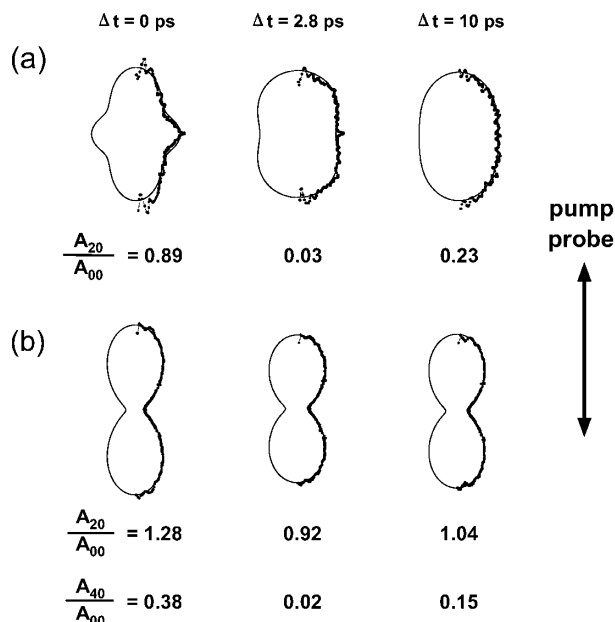 Δt = 0 ps Δt = 2.8 ps Δt = 10 ps
(a)
pump
probe
A₂₀/A₀₀ = 0.89 0.03 0.23
(b)
A₂₀/A₀₀ = 1.28 0.92 1.04
A₄₀/A₀₀ = 0.38 0.02 0.15